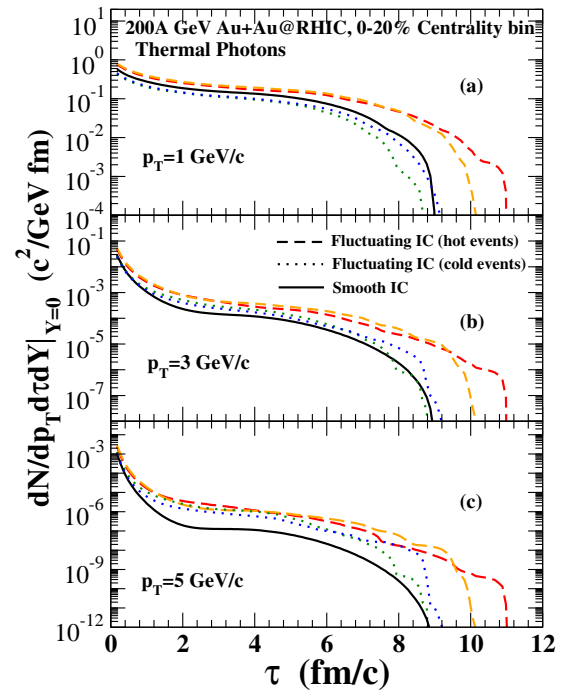 200A GeV Au+Au@RHIC, 0-20% Centrality bin
Thermal Photons
(a)
p_T=1 GeV/c
10^1
10^0
10^-1
10^-2
10^-3
10^-4
Fluctuating IC (hot events)
Fluctuating IC (cold events)
Smooth IC
(b)
p_T=3 GeV/c
10^-1
10^-3
10^-5
10^-7
(c)
p_T=5 GeV/c
10^-3
10^-6
10^-9
10^-12
0 2 4 6 8 10 12
τ (fm/c)
dN/dp_T dτdY|_Y=0 (c^2/GeV fm)